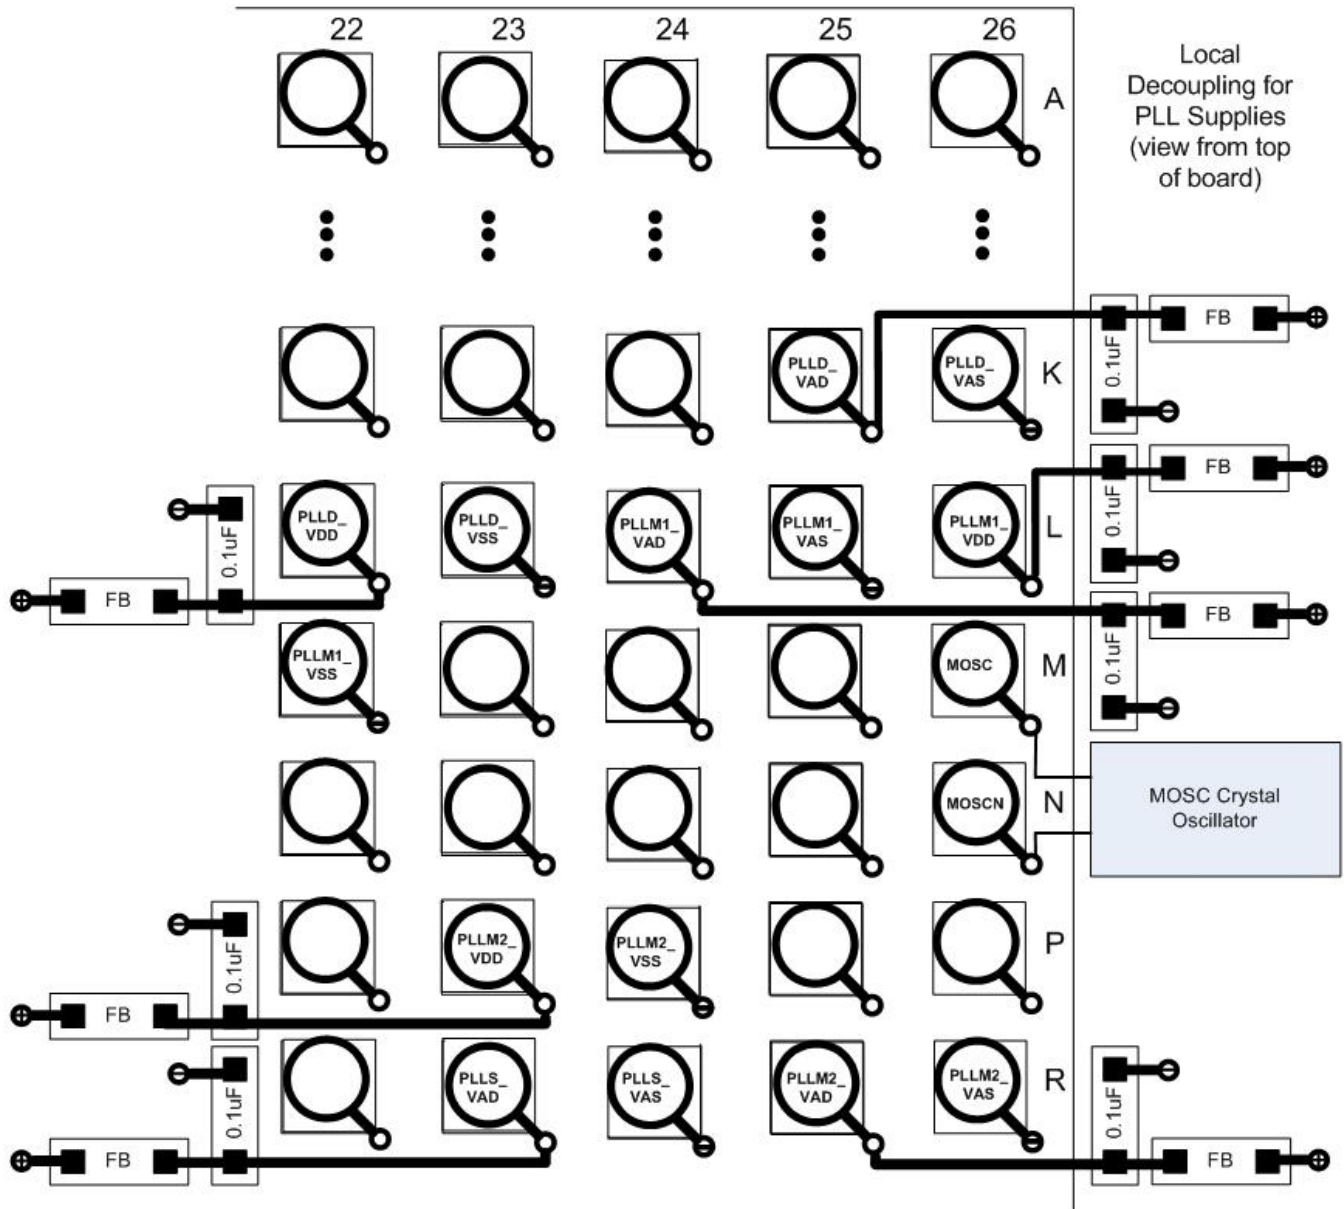 22 23 24 25 26
Local
Decoupling for
PLL Supplies
(view from top
of board)
A
PLLD_
VAD
PLLD_
VAS
K
0.1uF
FB
0.1uF
FB
PLLD_
VDD
PLLD_
VSS
PLLM1_
VAD
PLLM1_
VAS
PLLM1_
VDD
L
0.1uF
FB
FB
PLLM1_
VSS
MOSC
M
0.1uF
MOSCN
N
MOSC Crystal
Oscillator
0.1uF
FB
PLLM2_
VDD
PLLM2_
VSS
P
0.1uF
FB
PLLS_
VAD
PLLS_
VAS
PLLM2_
VAD
PLLM2_
VAS
R
0.1uF
FB